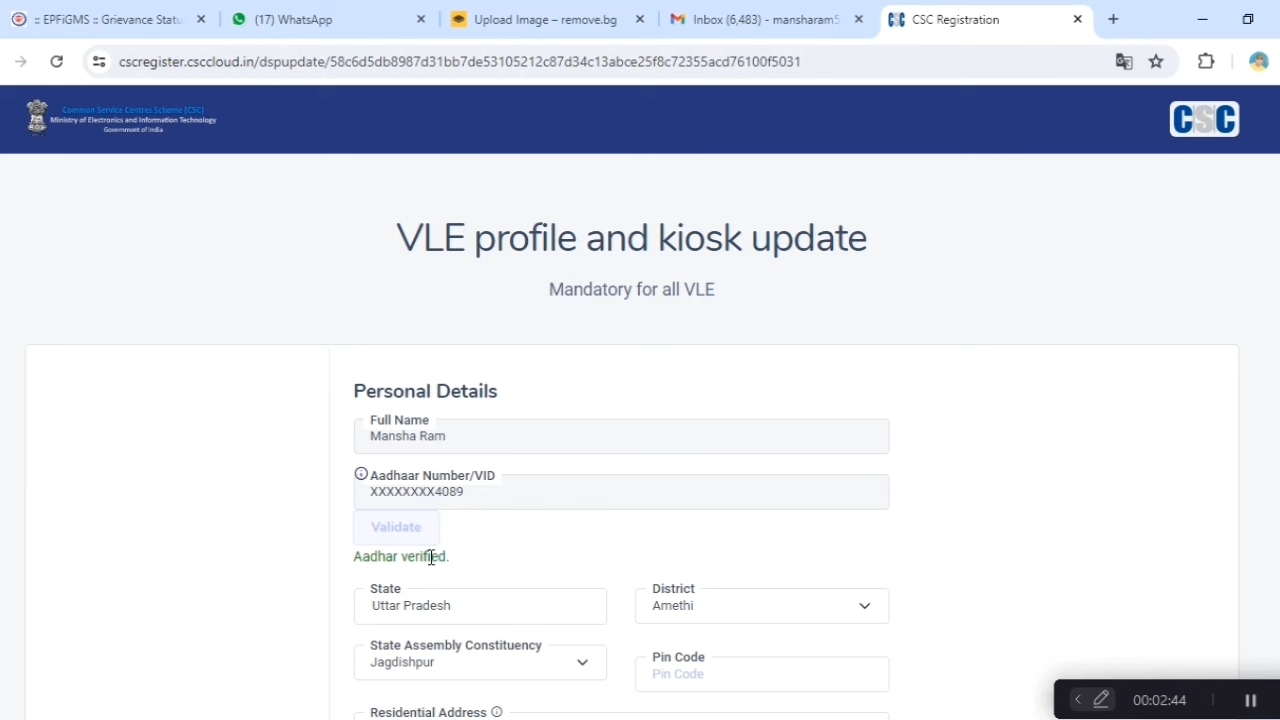 :: EPFiGMS :: Grievance Statu
(17) WhatsApp
Upload Image – remove.bg
Inbox (6,483) - mansharam5
CSC Registration
cscregister.csccloud.in/dspupdate/58c6d5db8987d31bb7de53105212c87d34c13abce25f8c72355acd76100f5031
Common Service Centres Scheme [CSC]
Ministry of Electronics and Information Technology
Government of India
CSC
VLE profile and kiosk update
Mandatory for all VLE
Personal Details
Full Name
Mansha Ram
Aadhaar Number/VID
XXXXXXXX4089
Validate
Aadhar verified.
State
Uttar Pradesh
District
Amethi
State Assembly Constituency
Jagdishpur
Pin Code
Pin Code
Residential Address
00:02:44